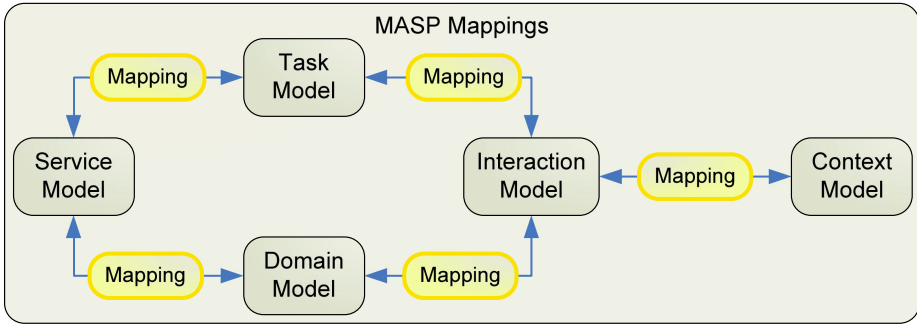 MASP Mappings
Mapping
Task
Model
Mapping
Service
Model
Interaction
Model
Mapping
Context
Model
Mapping
Domain
Model
Mapping